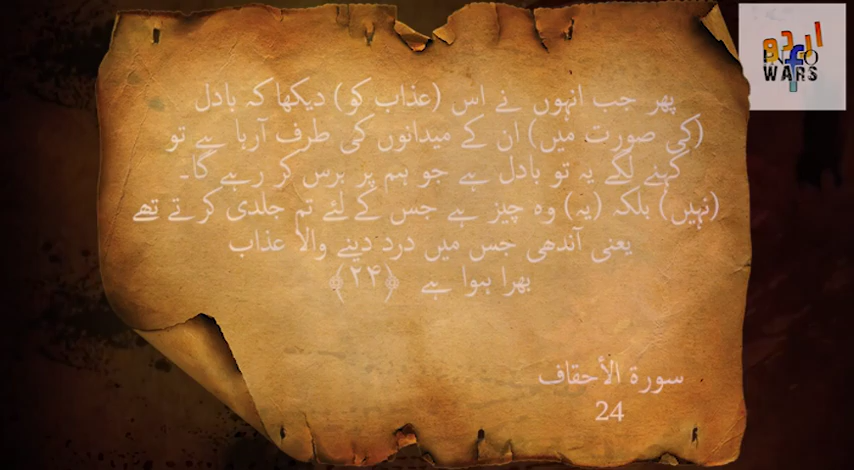 پھر جب انہوں نے اس (عذاب کو) دیکھا کہ بادل
(کی صورت میں) ان کے میدانوں کی طرف آرہا ہے تو
کہنے لگے یہ تو بادل ہے جو ہم پر برس کر رہے گا۔
(نہیں) بلکہ (یہ) وہ چیز ہے جس کے لئے تم جلدی کرتے تھے
یعنی آندھی جس میں درد دینے والا عذاب
بھرا ہوا ہے ﴿۲۴﴾
سورة الأحقاف
24
اردو
INFO
WARS